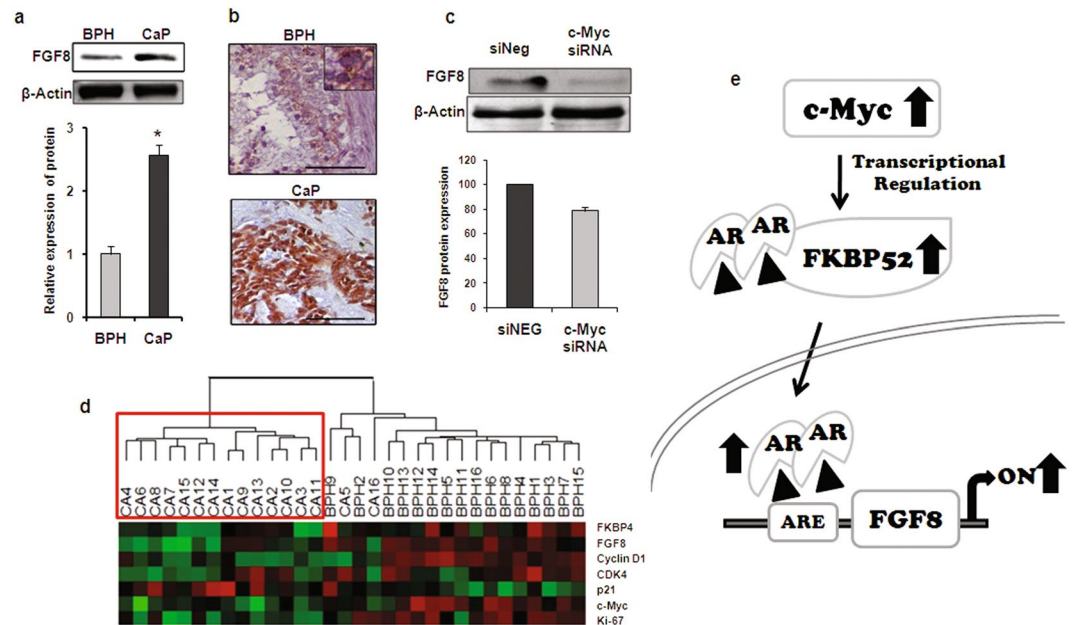 a
BPH CaP
FGF8
β-Actin
Relative expression of protein
3
2
1
0
*
BPH CaP
b
BPH
CaP
c
siNeg
c-Myc
siRNA
FGF8
β-Actin
FGF8 protein expression
120
100
80
60
40
20
0
siNEG
c-Myc
siRNA
d
CA4 CA6 CA8 CA7 CA15 CA12 CA14 CA1 CA9 CA13 CA2 CA10 CA3 CA11 BPH9 CA5 BPH2 CA16 BPH10 BPH13 BPH12 BPH14 BPH5 BPH11 BPH16 BPH6 BPH8 BPH4 BPH1 BPH3 BPH7 BPH15
FKBP4
FGF8
Cyclin D1
CDK4
p21
c-Myc
Ki-67
e
c-Myc
Transcriptional
Regulation
AR AR
FKBP52
AR AR
ARE
FGF8
ON